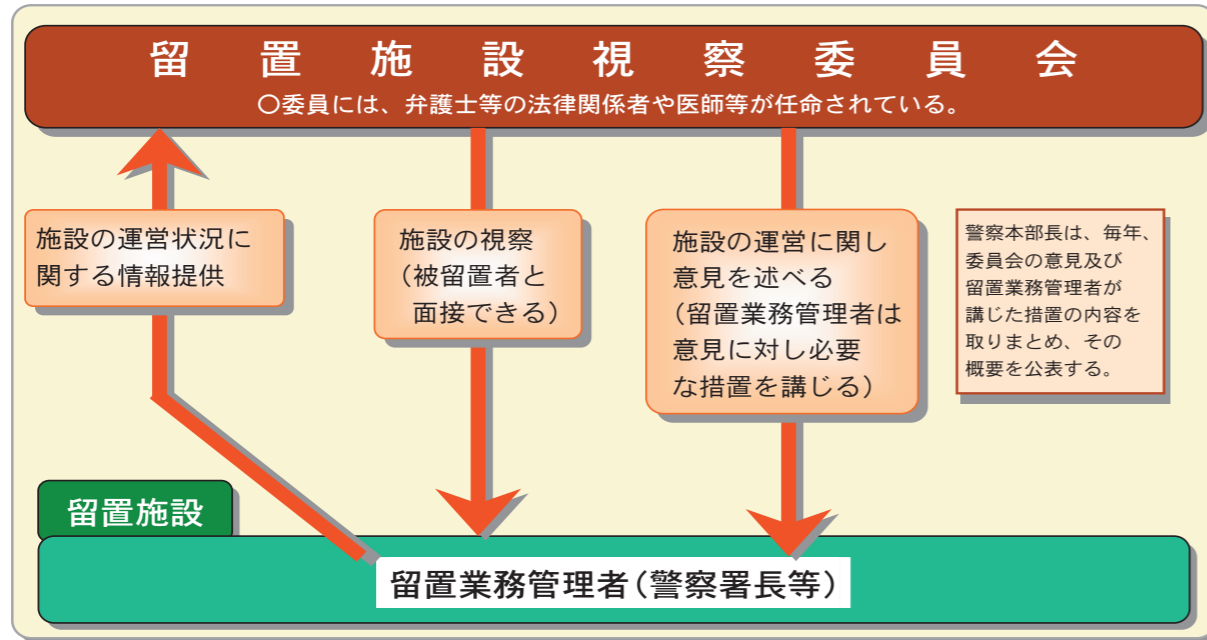 留置施設視察委員会
〇委員には、弁護士等の法律関係者や医師等が任命されている。
施設の運営状況に
関する情報提供
施設の視察
（被留置者と
面接できる）
施設の運営に関し
意見を述べる
（留置業務管理者は
意見に対し必要
な措置を講じる）
警察本部長は、毎年、
委員会の意見及び
留置業務管理者が
講じた措置の内容を
取りまとめ、その
概要を公表する。
留置施設
留置業務管理者（警察署長等）